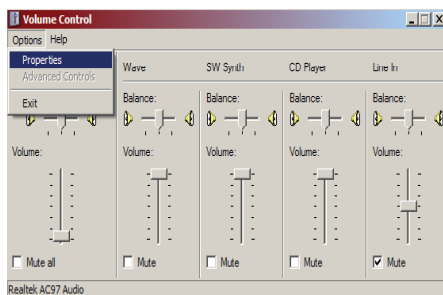 Volume Control
Options Help
Properties
Advanced Controls
Exit
Wave
SW Synth
CD Player
Line In
Balance:
Balance:
Balance:
Balance:
Volume:
Volume:
Volume:
Volume:
Volume:
Mute all
Mute
Mute
Mute
Mute
Realtek AC97 Audio